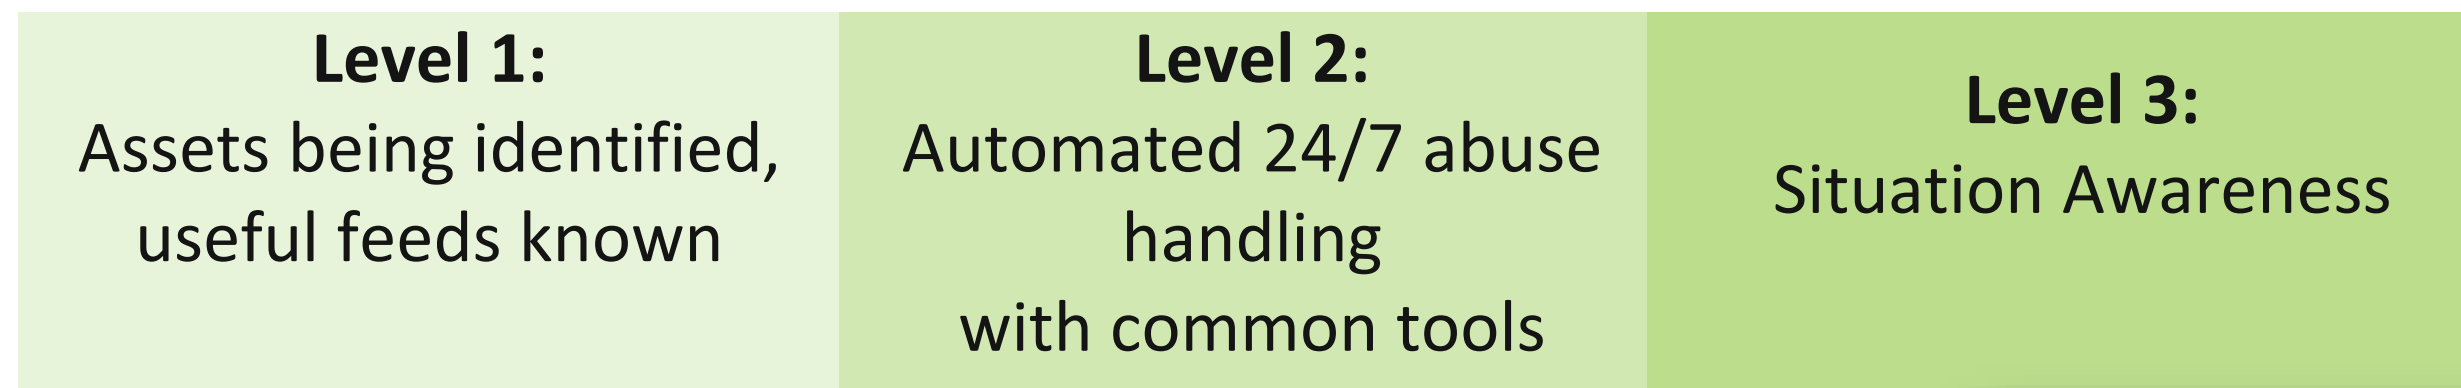 Level 1:
Assets being identified,
useful feeds known
Level 2:
Automated 24/7 abuse
handling
with common tools
Level 3:
Situation Awareness